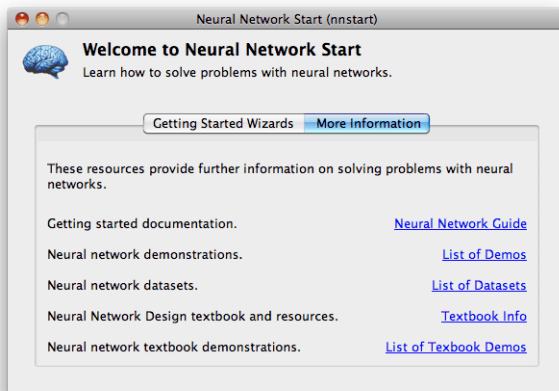 Neural Network Start (nnstart)
Welcome to Neural Network Start
Learn how to solve problems with neural networks.
Getting Started Wizards More Information
These resources provide further information on solving problems with neural
networks.
Getting started documentation. Neural Network Guide
Neural network demonstrations. List of Demos
Neural network datasets. List of Datasets
Neural Network Design textbook and resources. Textbook Info
Neural network textbook demonstrations. List of Texbook Demos